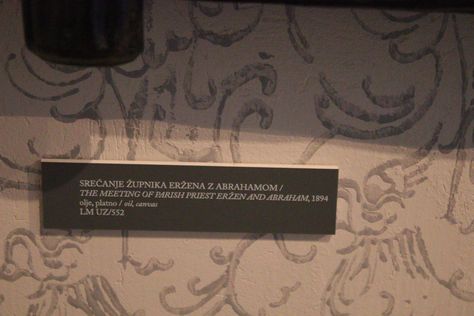 SREČANJE ŽUPNIKA ERŽENA Z ABRAHAMOM /
THE MEETING OF PARISH PRIEST ERŽEN AND ABRAHAM, 1894
olje, platno / oil, canvas
LM UZ/552